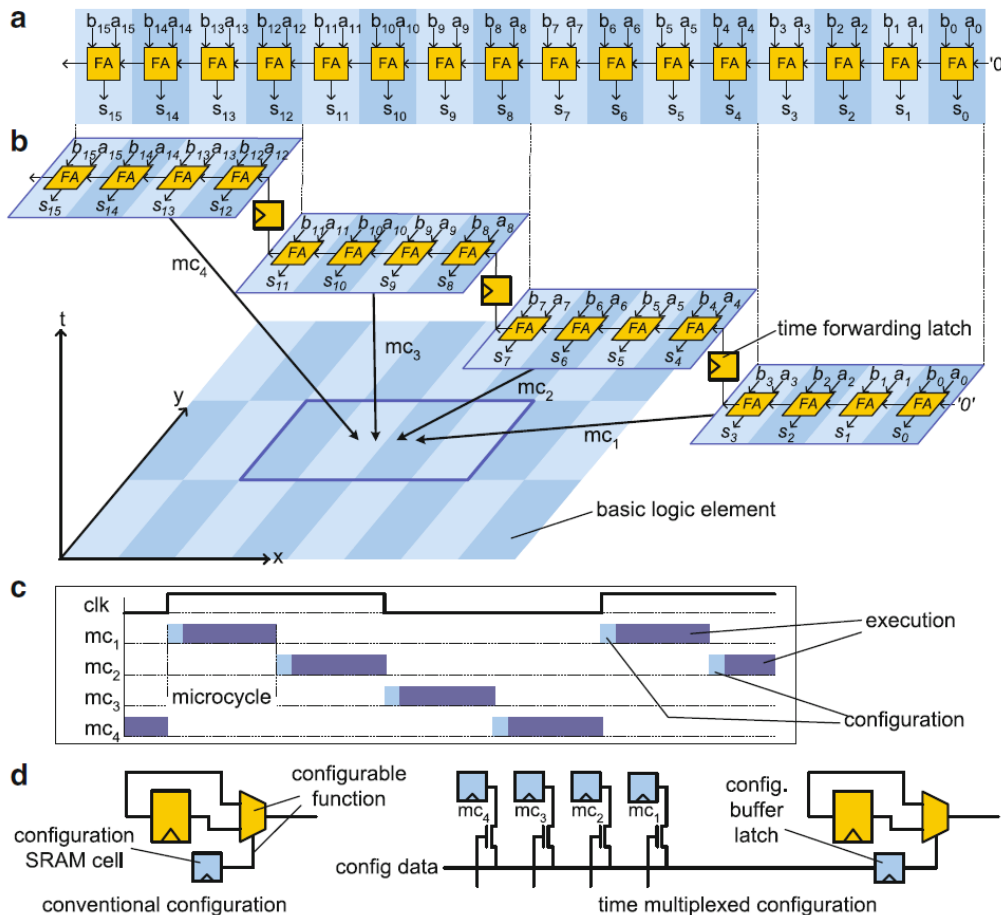 a
b15 a15 b14 a14 b13 a13 b12 a12 b11 a11 b10 a10 b9 a9 b8 a8 b7 a7 b6 a6 b5 a5 b4 a4 b3 a3 b2 a2 b1 a1 b0 a0
FA FA FA FA FA FA FA FA FA FA FA FA FA FA FA FA '0'
s15 s14 s13 s12 s11 s10 s9 s8 s7 s6 s5 s4 s3 s2 s1 s0
b
b15 a15 b14 a14 b13 a13 b12 a12
FA FA FA FA
s15 s14 s13 s12
b11 a11 b10 a10 b9 a9 b8 a8
FA FA FA FA
s11 s10 s9 s8
b7 a7 b6 a6 b5 a5 b4 a4
FA FA FA FA
s7 s6 s5 s4
time forwarding latch
b3 a3 b2 a2 b1 a1 b0 a0
FA FA FA FA '0'
s3 s2 s1 s0
mc4
mc3
mc2
mc1
t
y
x
basic logic element
c
clk
mc1
mc2
mc3
mc4
microcycle
execution
configuration
d
configurable
function
configuration
SRAM cell
conventional configuration
mc4 mc3 mc2 mc1
config data
config.
buffer
latch
time multiplexed configuration